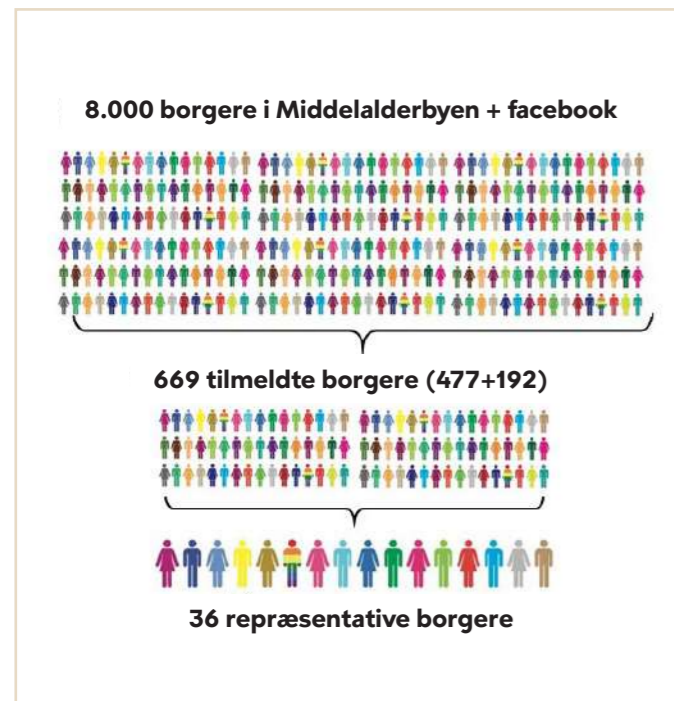 8.000 borgere i Middelalderbyen + facebook
669 tilmeldte borgere (477+192)
36 repræsentative borgere